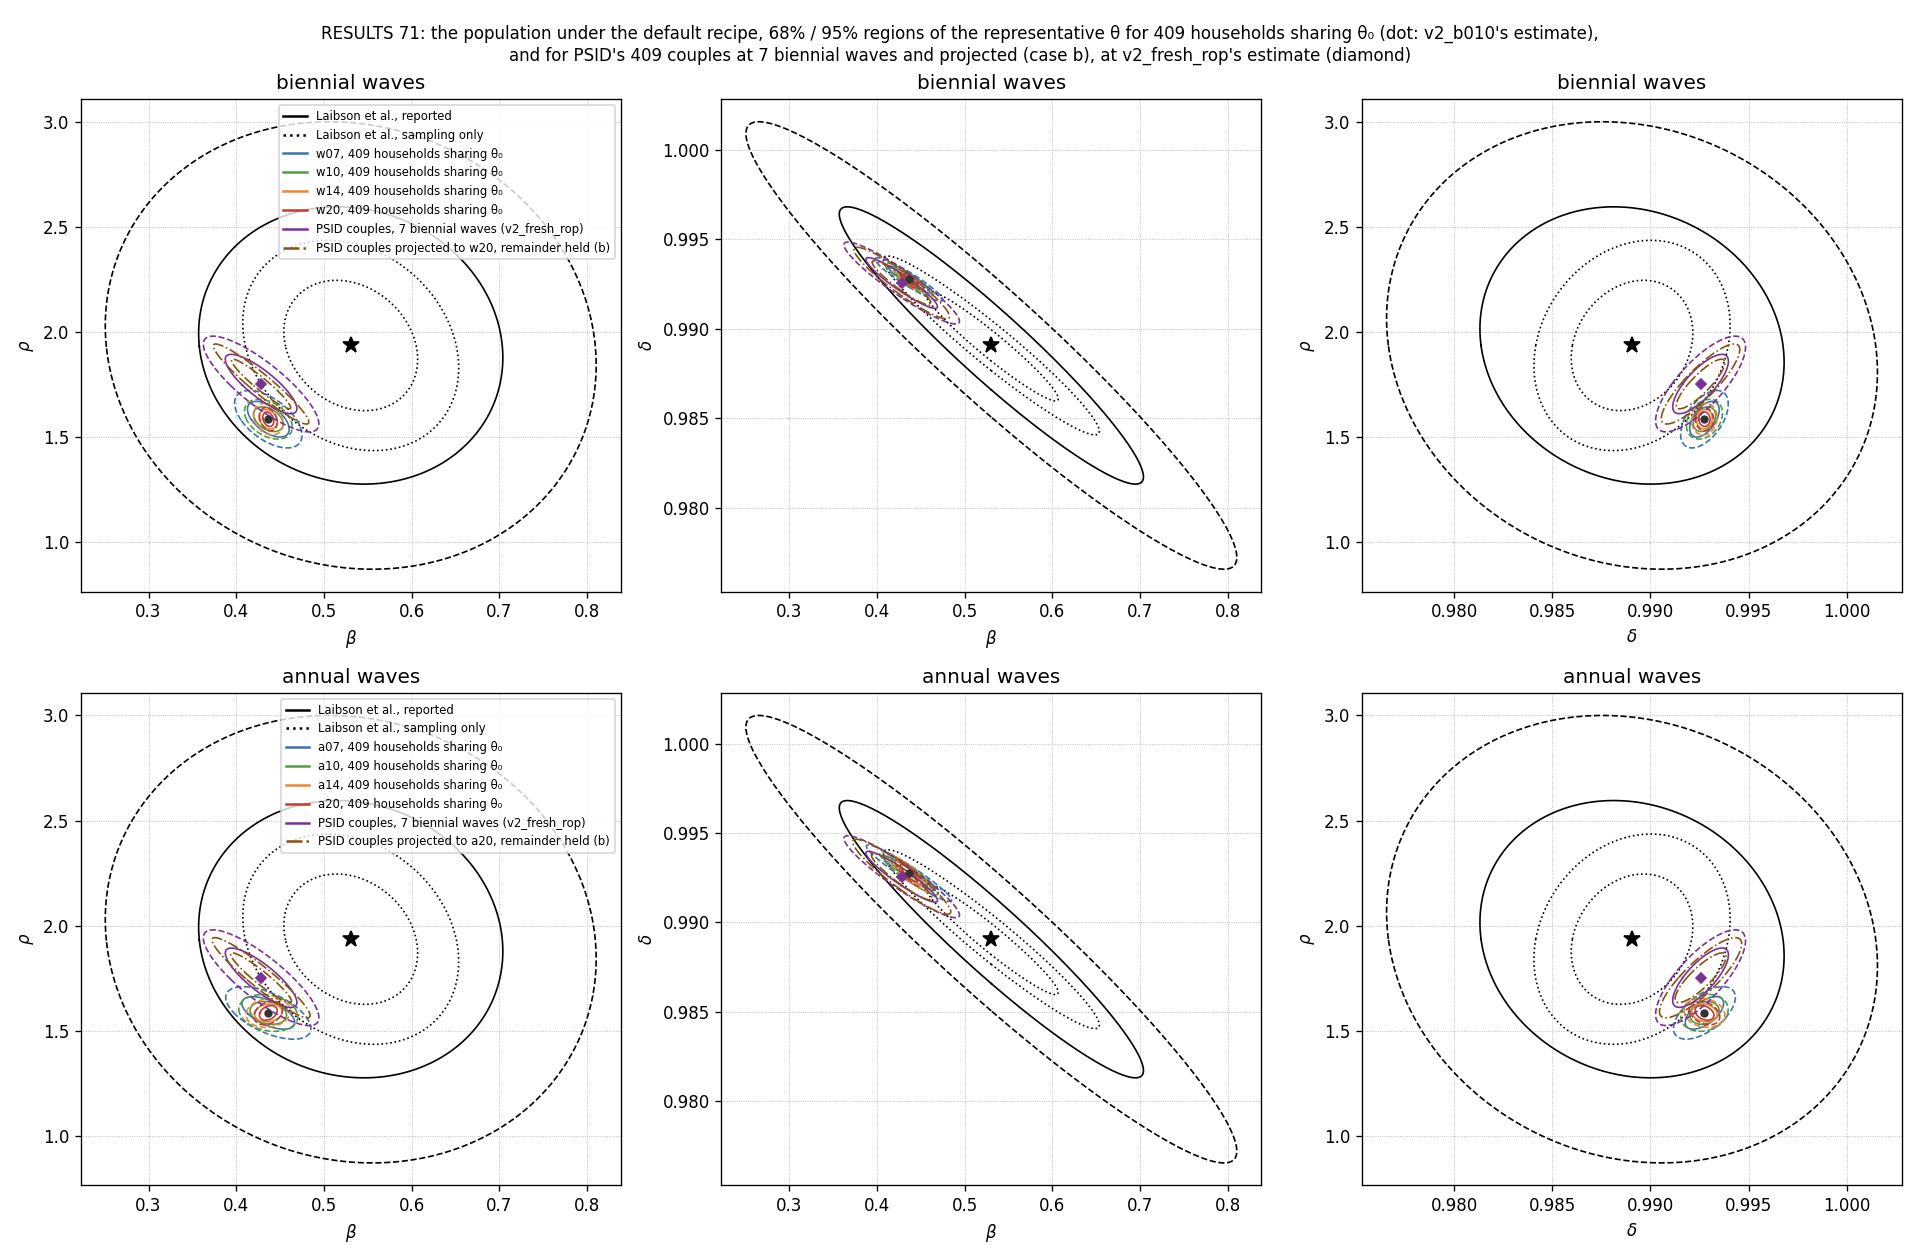 RESULTS 71: the population under the default recipe, 68% / 95% regions of the representative θ for 409 households sharing θ₀ (dot: v2_b010's estimate),
and for PSID's 409 couples at 7 biennial waves and projected (case b), at v2_fresh_rop's estimate (diamond)
biennial waves
3.0
2.5
2.0
1.5
1.0
ρ
Laibson et al., reported
Laibson et al., sampling only
w07, 409 households sharing θ₀
w10, 409 households sharing θ₀
w14, 409 households sharing θ₀
w20, 409 households sharing θ₀
PSID couples, 7 biennial waves (v2_fresh_rop)
PSID couples projected to w20, remainder held (b)
0.3 0.4 0.5 0.6 0.7 0.8
β
biennial waves
1.000
0.995
0.990
0.985
0.980
δ
0.3 0.4 0.5 0.6 0.7 0.8
β
biennial waves
3.0
2.5
2.0
1.5
1.0
ρ
0.980 0.985 0.990 0.995 1.000
δ
annual waves
3.0
2.5
2.0
1.5
1.0
ρ
Laibson et al., reported
Laibson et al., sampling only
a07, 409 households sharing θ₀
a10, 409 households sharing θ₀
a14, 409 households sharing θ₀
a20, 409 households sharing θ₀
PSID couples, 7 biennial waves (v2_fresh_rop)
PSID couples projected to a20, remainder held (b)
0.3 0.4 0.5 0.6 0.7 0.8
β
annual waves
1.000
0.995
0.990
0.985
0.980
δ
0.3 0.4 0.5 0.6 0.7 0.8
β
annual waves
3.0
2.5
2.0
1.5
1.0
ρ
0.980 0.985 0.990 0.995 1.000
δ